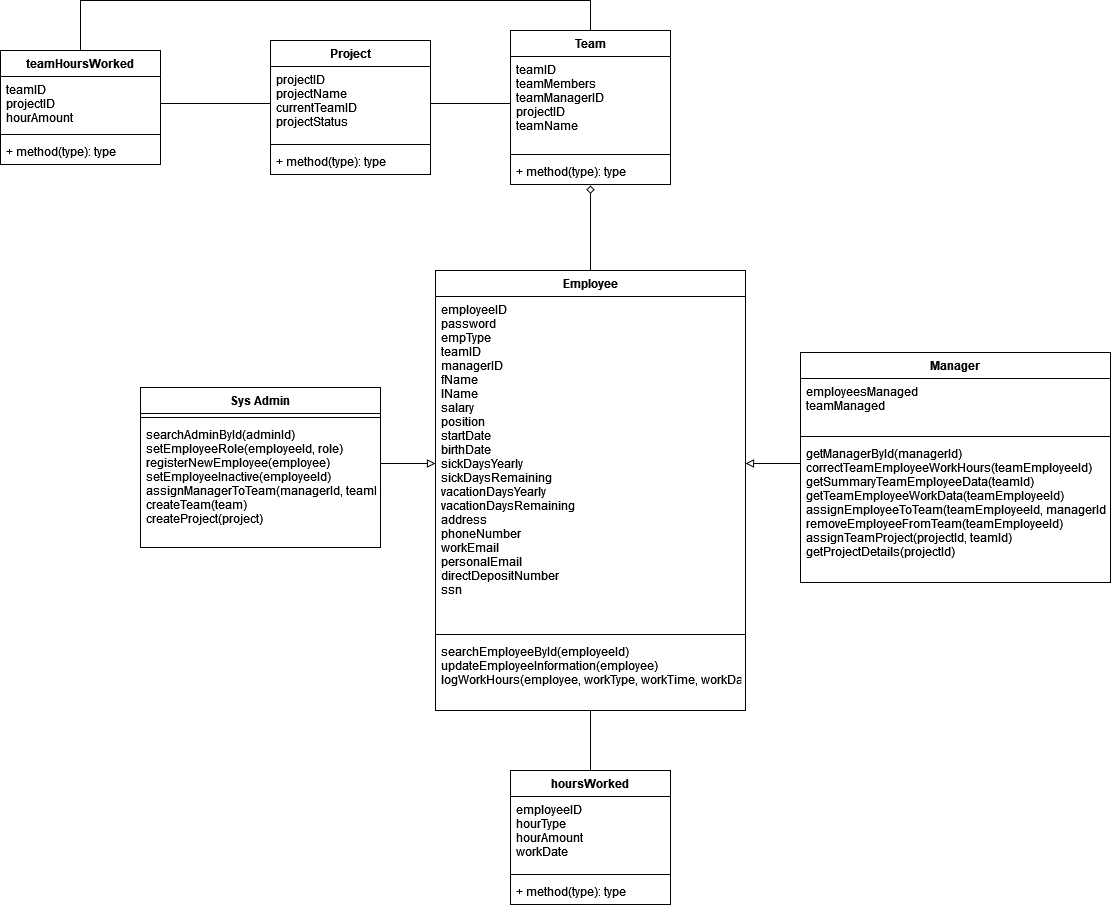 teamHoursWorked
teamID
projectID
hourAmount
+ method(type): type
Project
projectID
projectName
currentTeamID
projectStatus
+ method(type): type
Team
teamID
teamMembers
teamManagerID
projectID
teamName
+ method(type): type
Employee
employeeID
password
empType
teamID
managerID
fName
lName
salary
position
startDate
birthDate
sickDaysYearly
sickDaysRemaining
vacationDaysYearly
vacationDaysRemaining
address
phoneNumber
workEmail
personalEmail
directDepositNumber
ssn
searchEmployeeById(employeeId)
updateEmployeeInformation(employee)
logWorkHours(employee, workType, workTime, workDa
Sys Admin
searchAdminById(adminId)
setEmployeeRole(employeeId, role)
registerNewEmployee(employee)
setEmployeeInactive(employeeId)
assignManagerToTeam(managerId, teamI
createTeam(team)
createProject(project)
Manager
employeesManaged
teamManaged
getManagerById(managerId)
correctTeamEmployeeWorkHours(teamEmployeeId)
getSummaryTeamEmployeeData(teamId)
getTeamEmployeeWorkData(teamEmployeeId)
assignEmployeeToTeam(teamEmployeeId, managerId
removeEmployeeFromTeam(teamEmployeeId)
assignTeamProject(projectId, teamId)
getProjectDetails(projectId)
hoursWorked
employeeID
hourType
hourAmount
workDate
+ method(type): type